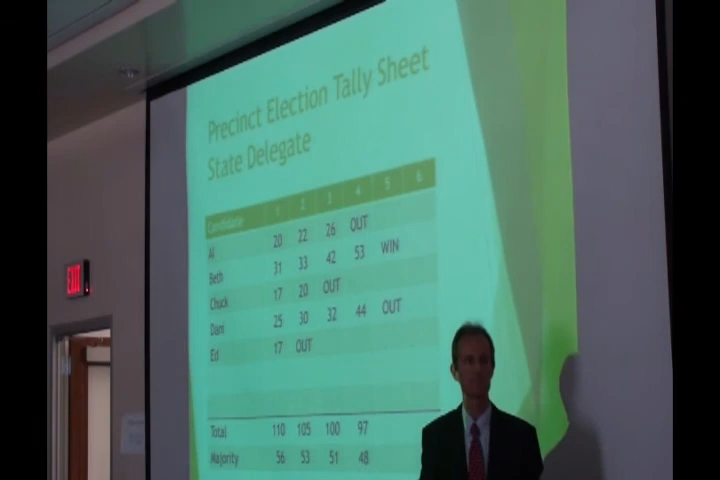 Precinct Election Tally Sheet
State Delegate
Candidate 1 2 3 4 5 6
Al 20 22 26 OUT
Beth 31 33 42 53 WIN
Chuck 17 20 OUT
Dani 25 30 32 44 OUT
Ed 17 OUT
Total 110 105 100 97
Majority 56 53 51 48
EXIT